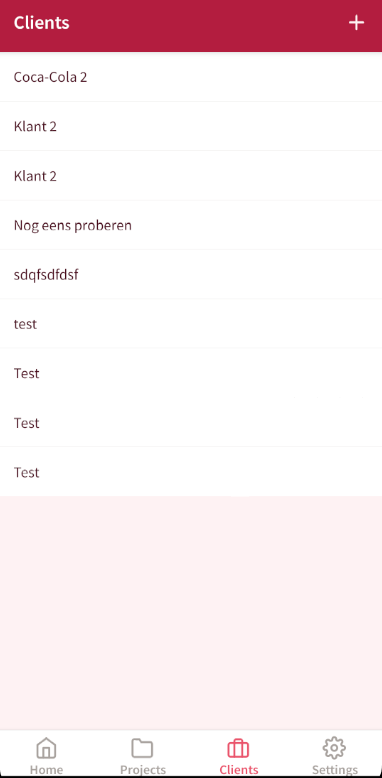 Clients
Coca-Cola 2
Klant 2
Klant 2
Nog eens proberen
sdqfsdfdsf
test
Test
Test
Test
Home Projects Clients Settings